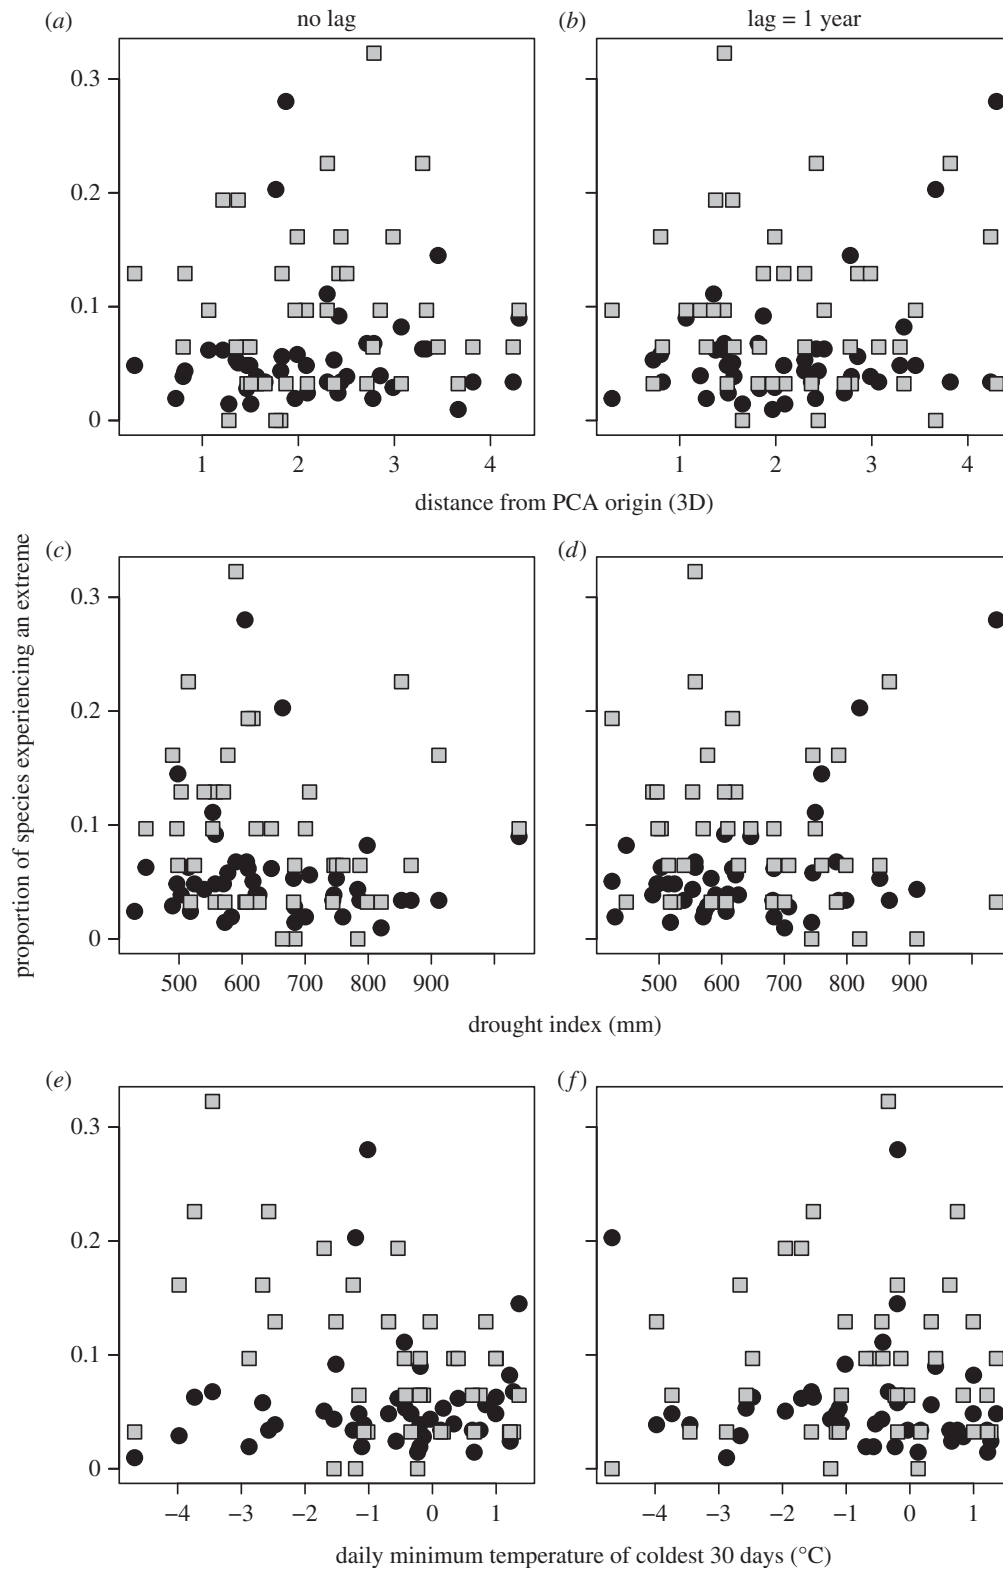 (a) no lag
(b) lag = 1 year
0.3
0.2
0.1
0
1 2 3 4
1 2 3 4
distance from PCA origin (3D)
proportion of species experiencing an extreme
(c)
(d)
0.3
0.2
0.1
0
500 600 700 800 900
500 600 700 800 900
drought index (mm)
(e)
(f)
0.3
0.2
0.1
0
−4 −3 −2 −1 0 1
−4 −3 −2 −1 0 1
daily minimum temperature of coldest 30 days (°C)